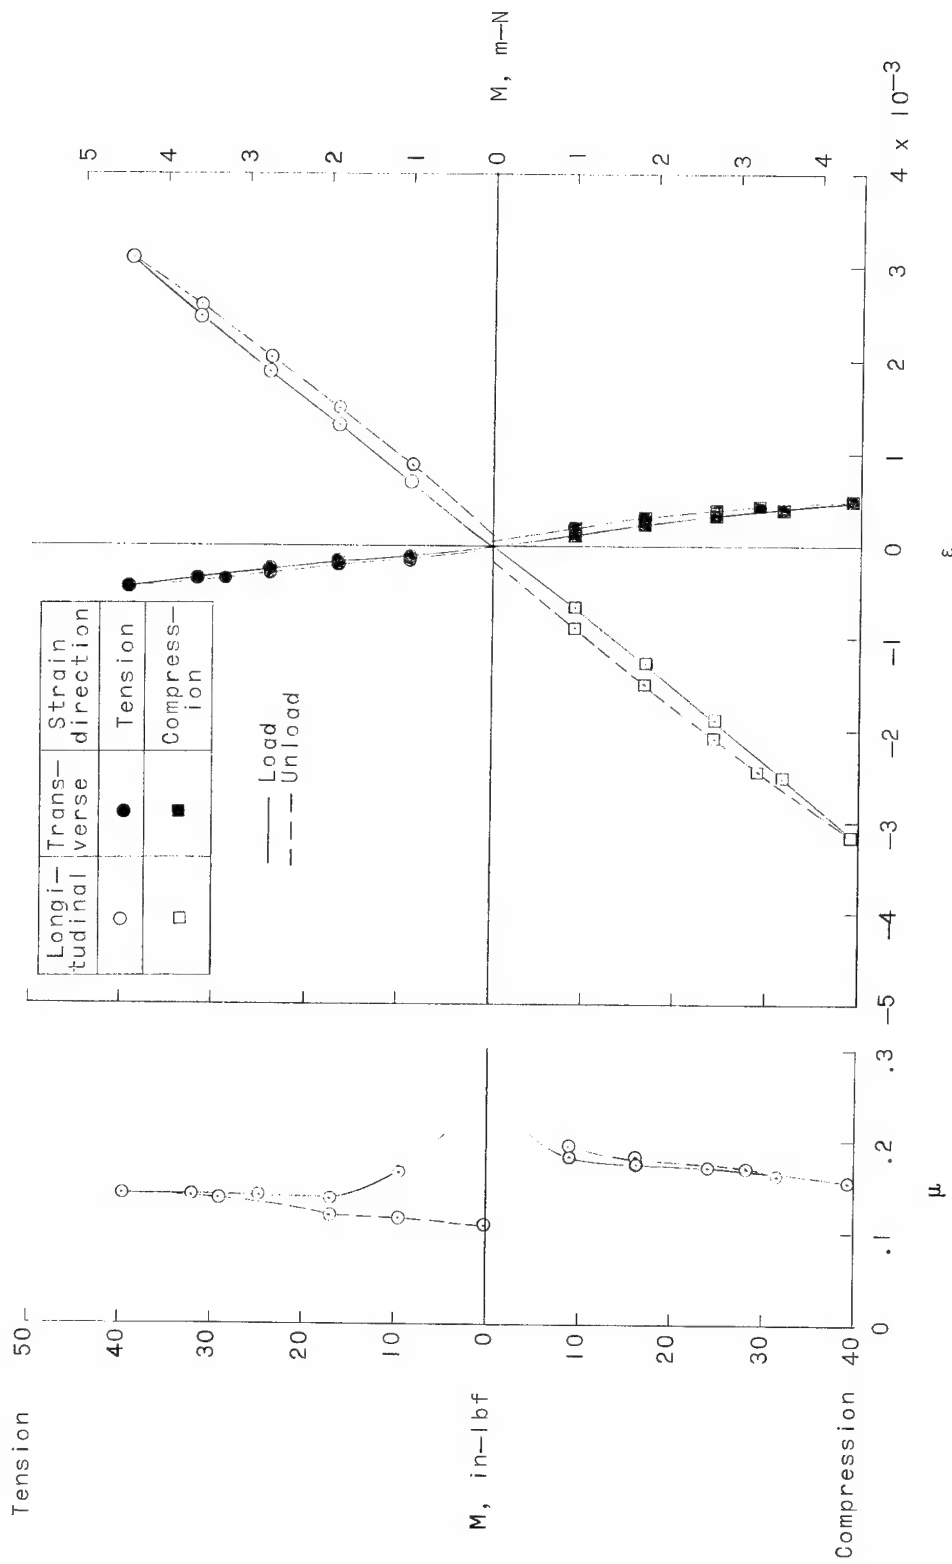 Tension
50
40
30
20
10
0
10
20
30
40
M, in-lbf
Compression
0
.1
.2
.3
μ
Longi-
tudinal
Trans-
verse
Strain
direction
Tension
Compress-
ion
Load
Unload
-5
-4
-3
-2
-1
0
1
2
3
4 x 10-3
ε
5
4
3
2
1
0
1
2
3
4
M, m-N